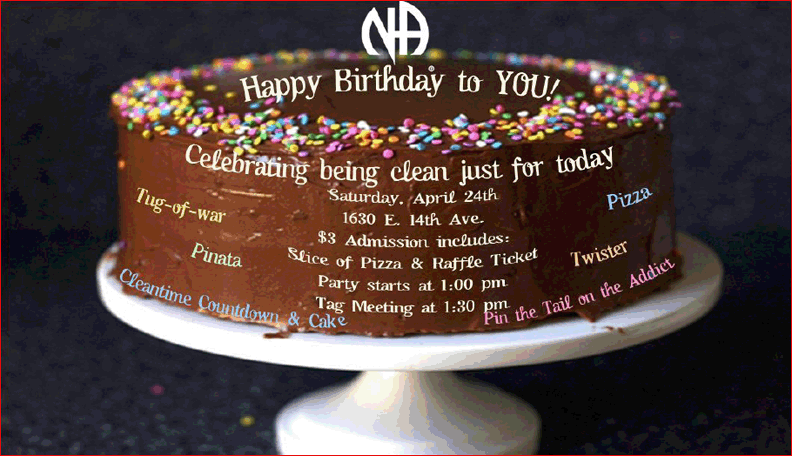 NA
Happy Birthday to YOU!
Celebrating being clean just for today
Saturday, April 24th
1630 E. 14th Ave.
$3 Admission includes:
Slice of Pizza & Raffle Ticket
Party starts at 1:00 pm
Tag Meeting at 1:30 pm
Tug-of-war
Pinata
Cleantime Countdown & Cake
Pizza
Twister
Pin the Tail on the Addict